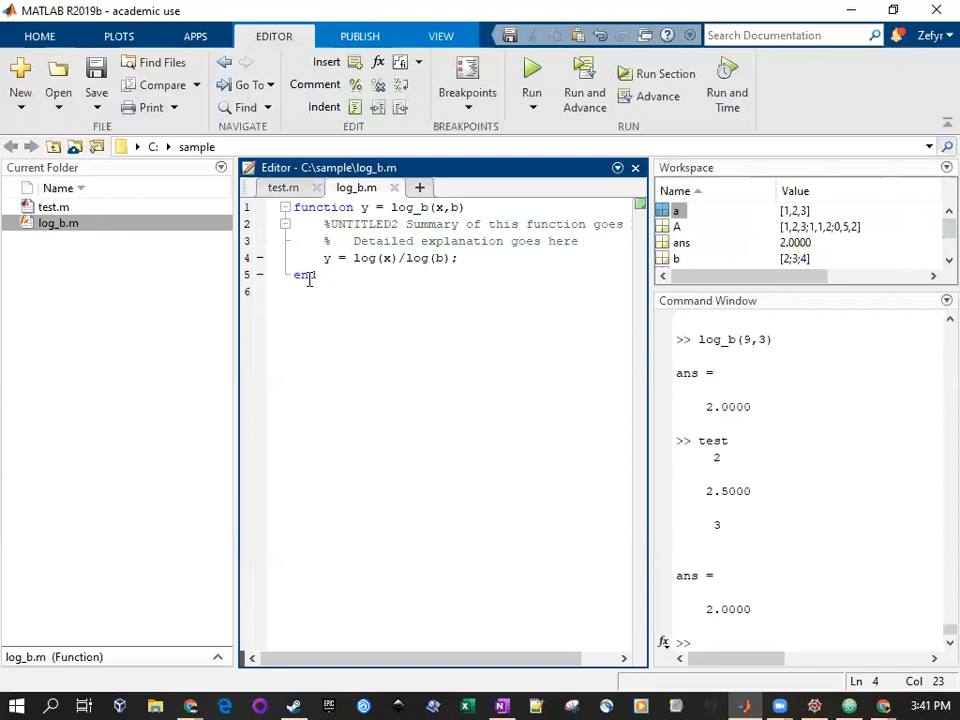 MATLAB R2019b - academic use
HOME PLOTS APPS EDITOR PUBLISH VIEW Search Documentation Zefyr
New Open Save Find Files Compare Print
Go To Find
Insert fx
Comment
Indent
Breakpoints
Run Run and Advance Run Section Advance Run and Time
FILE NAVIGATE EDIT BREAKPOINTS RUN
C: sample
Current Folder
Name
test.m
log_b.m
log_b.m (Function)
Editor - C:\sample\log_b.m
test.m log_b.m
1 function y = log_b(x,b)
2 %UNTITLED2 Summary of this function goes
3 % Detailed explanation goes here
4 y = log(x)/log(b);
5 end
6
Workspace
Name Value
a [1,2,3]
A [1,2,3;1,1,2;0,5,2]
ans 2.0000
b [2;3;4]
Command Window
>> log_b(9,3)
ans =
2.0000
>> test
2
2.5000
3
ans =
2.0000
fx >>
Ln 4 Col 23
3:41 PM